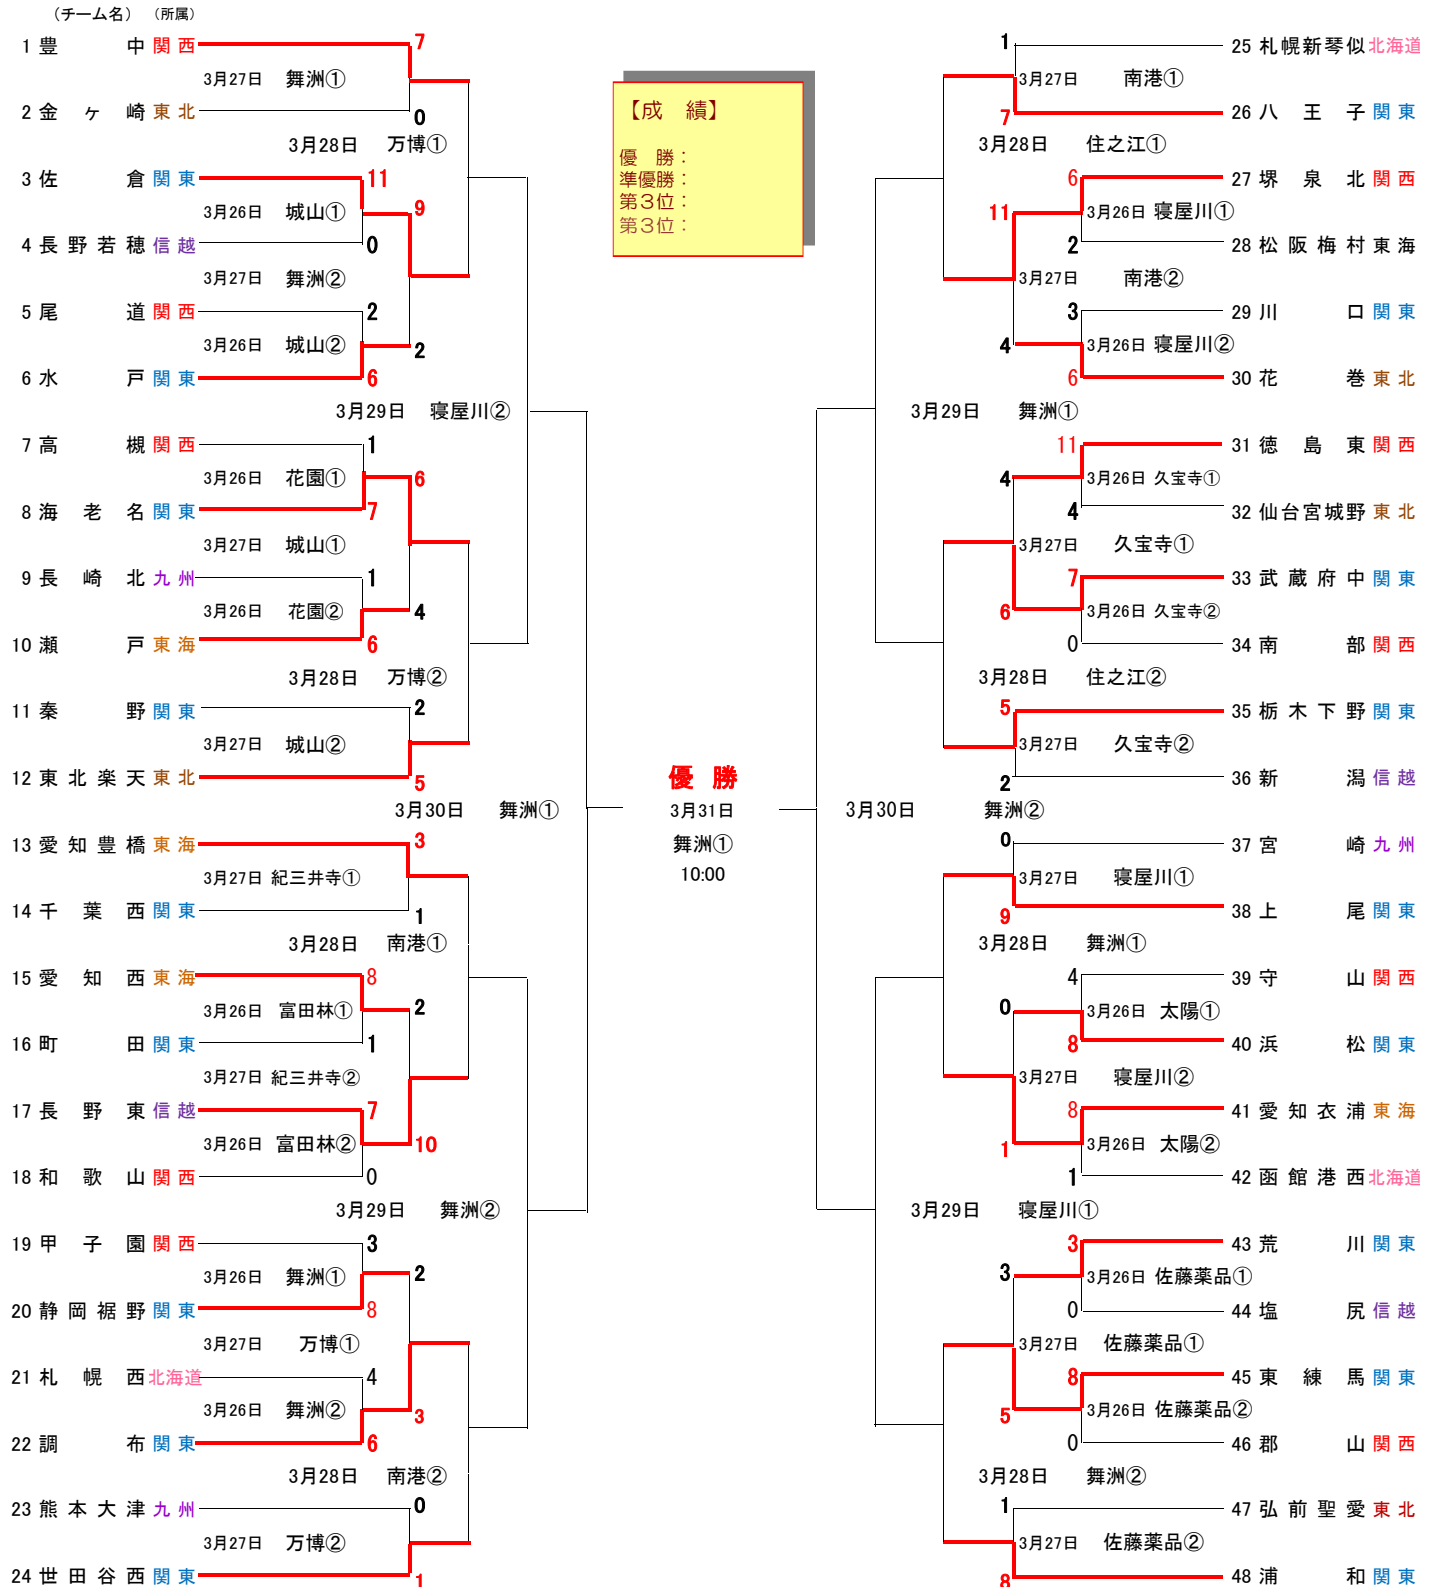 （チーム名）（所属）
1 豊中 関西 7
3月27日 舞洲①
2 金ヶ崎 東北 0
3月28日 万博①
3 佐倉 関東 11
3月26日 城山① 9
4 長野若穂 信越 0
3月27日 舞洲②
5 尾道 関西 2
3月26日 城山② 2
6 水戸 関東 6
3月29日 寝屋川②
7 高槻 関西 1
3月26日 花園① 6
8 海老名 関東 7
3月27日 城山①
9 長崎北 九州 1
3月26日 花園② 4
10 瀬戸 東海 6
3月28日 万博②
11 秦野 関東 2
3月27日 城山②
12 東北楽天 東北 5
3月30日 舞洲①
13 愛知豊橋 東海 3
3月27日 紀三井寺①
14 千葉西 関東 1
3月28日 南港①
15 愛知西 東海 8
3月26日 富田林① 2
16 町田 関東 1
3月27日 紀三井寺②
17 長野東 信越 7
3月26日 富田林② 10
18 和歌山 関西 0
3月29日 舞洲②
19 甲子園 関西 3
3月26日 舞洲① 2
20 静岡裾野 関東 8
3月27日 万博①
21 札幌西 北海道 4
3月26日 舞洲② 3
22 調布 関東 6
3月28日 南港②
23 熊本大津 九州 0
3月27日 万博②
24 世田谷西 関東 1
【成　績】
優　勝：
準優勝：
第３位：
第３位：
優 勝
3月31日
舞洲①
10:00
1 25 札幌新琴似 北海道
3月27日 南港①
7 26 八王子 関東
3月28日 住之江①
6 27 堺泉北 関西
11 3月26日 寝屋川①
2 28 松阪梅村 東海
3月27日 南港②
3 29 川口 関東
4 3月26日 寝屋川②
6 30 花巻 東北
3月29日 舞洲①
11 31 徳島東 関西
4 3月26日 久宝寺①
4 32 仙台宮城野 東北
3月27日 久宝寺①
7 33 武蔵府中 関東
6 3月26日 久宝寺②
0 34 南部 関西
3月28日 住之江②
5 35 栃木下野 関東
3月27日 久宝寺②
2 36 新潟 信越
3月30日 舞洲②
0 37 宮崎 九州
3月27日 寝屋川①
9 38 上尾 関東
3月28日 舞洲①
4 39 守山 関西
0 3月26日 太陽①
8 40 浜松 関東
3月27日 寝屋川②
8 41 愛知衣浦 東海
1 3月26日 太陽②
1 42 函館港西 北海道
3月29日 寝屋川①
3 43 荒川 関東
3 3月26日 佐藤薬品①
0 44 塩尻 信越
3月27日 佐藤薬品①
8 45 東練馬 関東
5 3月26日 佐藤薬品②
0 46 郡山 関西
3月28日 舞洲②
1 47 弘前聖愛 東北
3月27日 佐藤薬品②
8 48 浦和 関東